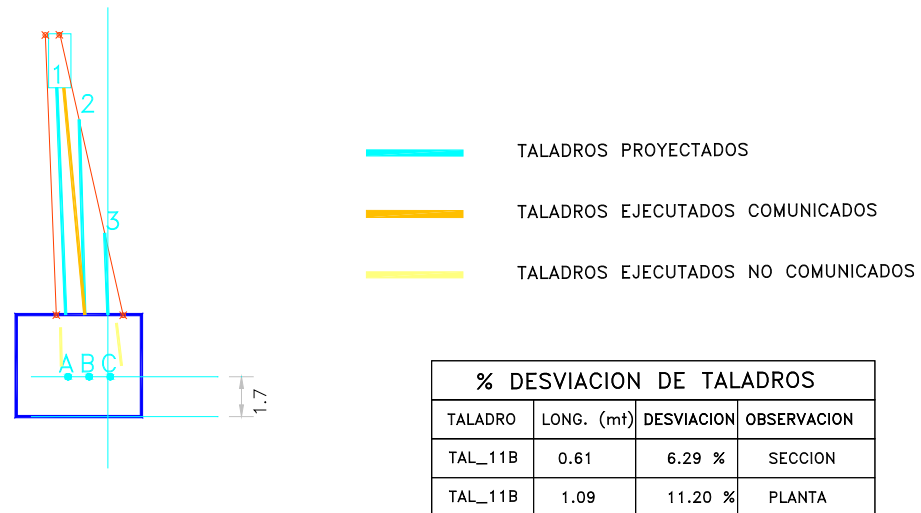 1
2
3
A B C
1.7
TALADROS PROYECTADOS
TALADROS EJECUTADOS COMUNICADOS
TALADROS EJECUTADOS NO COMUNICADOS
% DESVIACION DE TALADROS
TALADRO LONG. (mt) DESVIACION OBSERVACION
TAL_11B 0.61 6.29 % SECCION
TAL_11B 1.09 11.20 % PLANTA